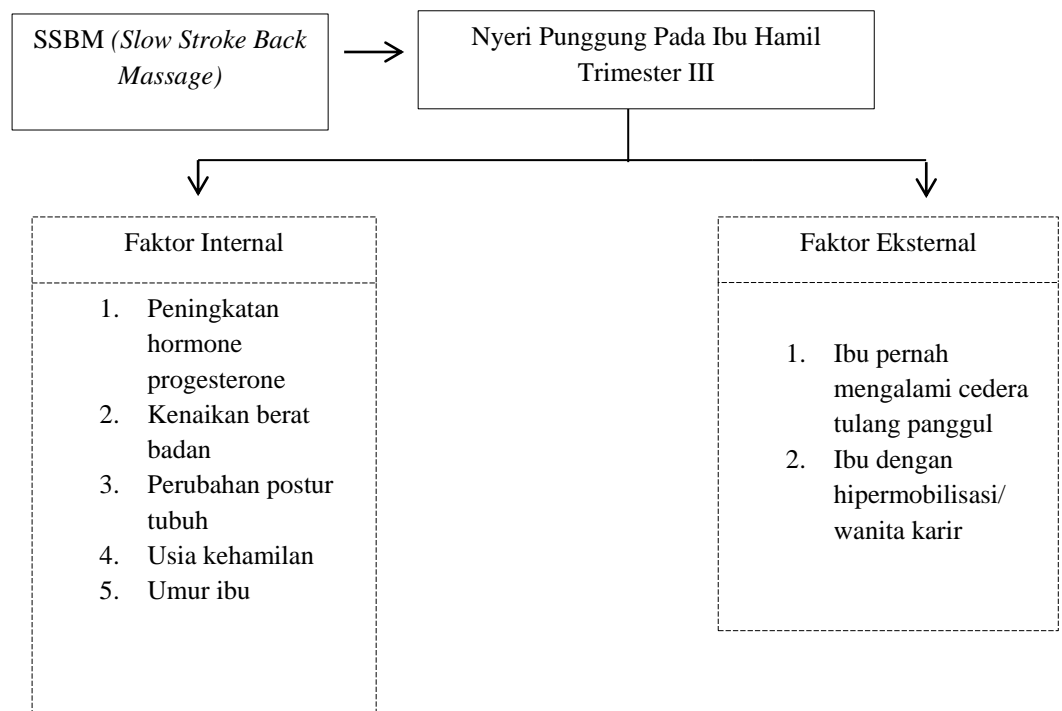 SSBM (Slow Stroke Back
Massage)
Nyeri Punggung Pada Ibu Hamil
Trimester III
Faktor Internal
1. Peningkatan
hormone
progesterone
2. Kenaikan berat
badan
3. Perubahan postur
tubuh
4. Usia kehamilan
5. Umur ibu
Faktor Eksternal
1. Ibu pernah
mengalami cedera
tulang panggul
2. Ibu dengan
hipermobilisasi/
wanita karir